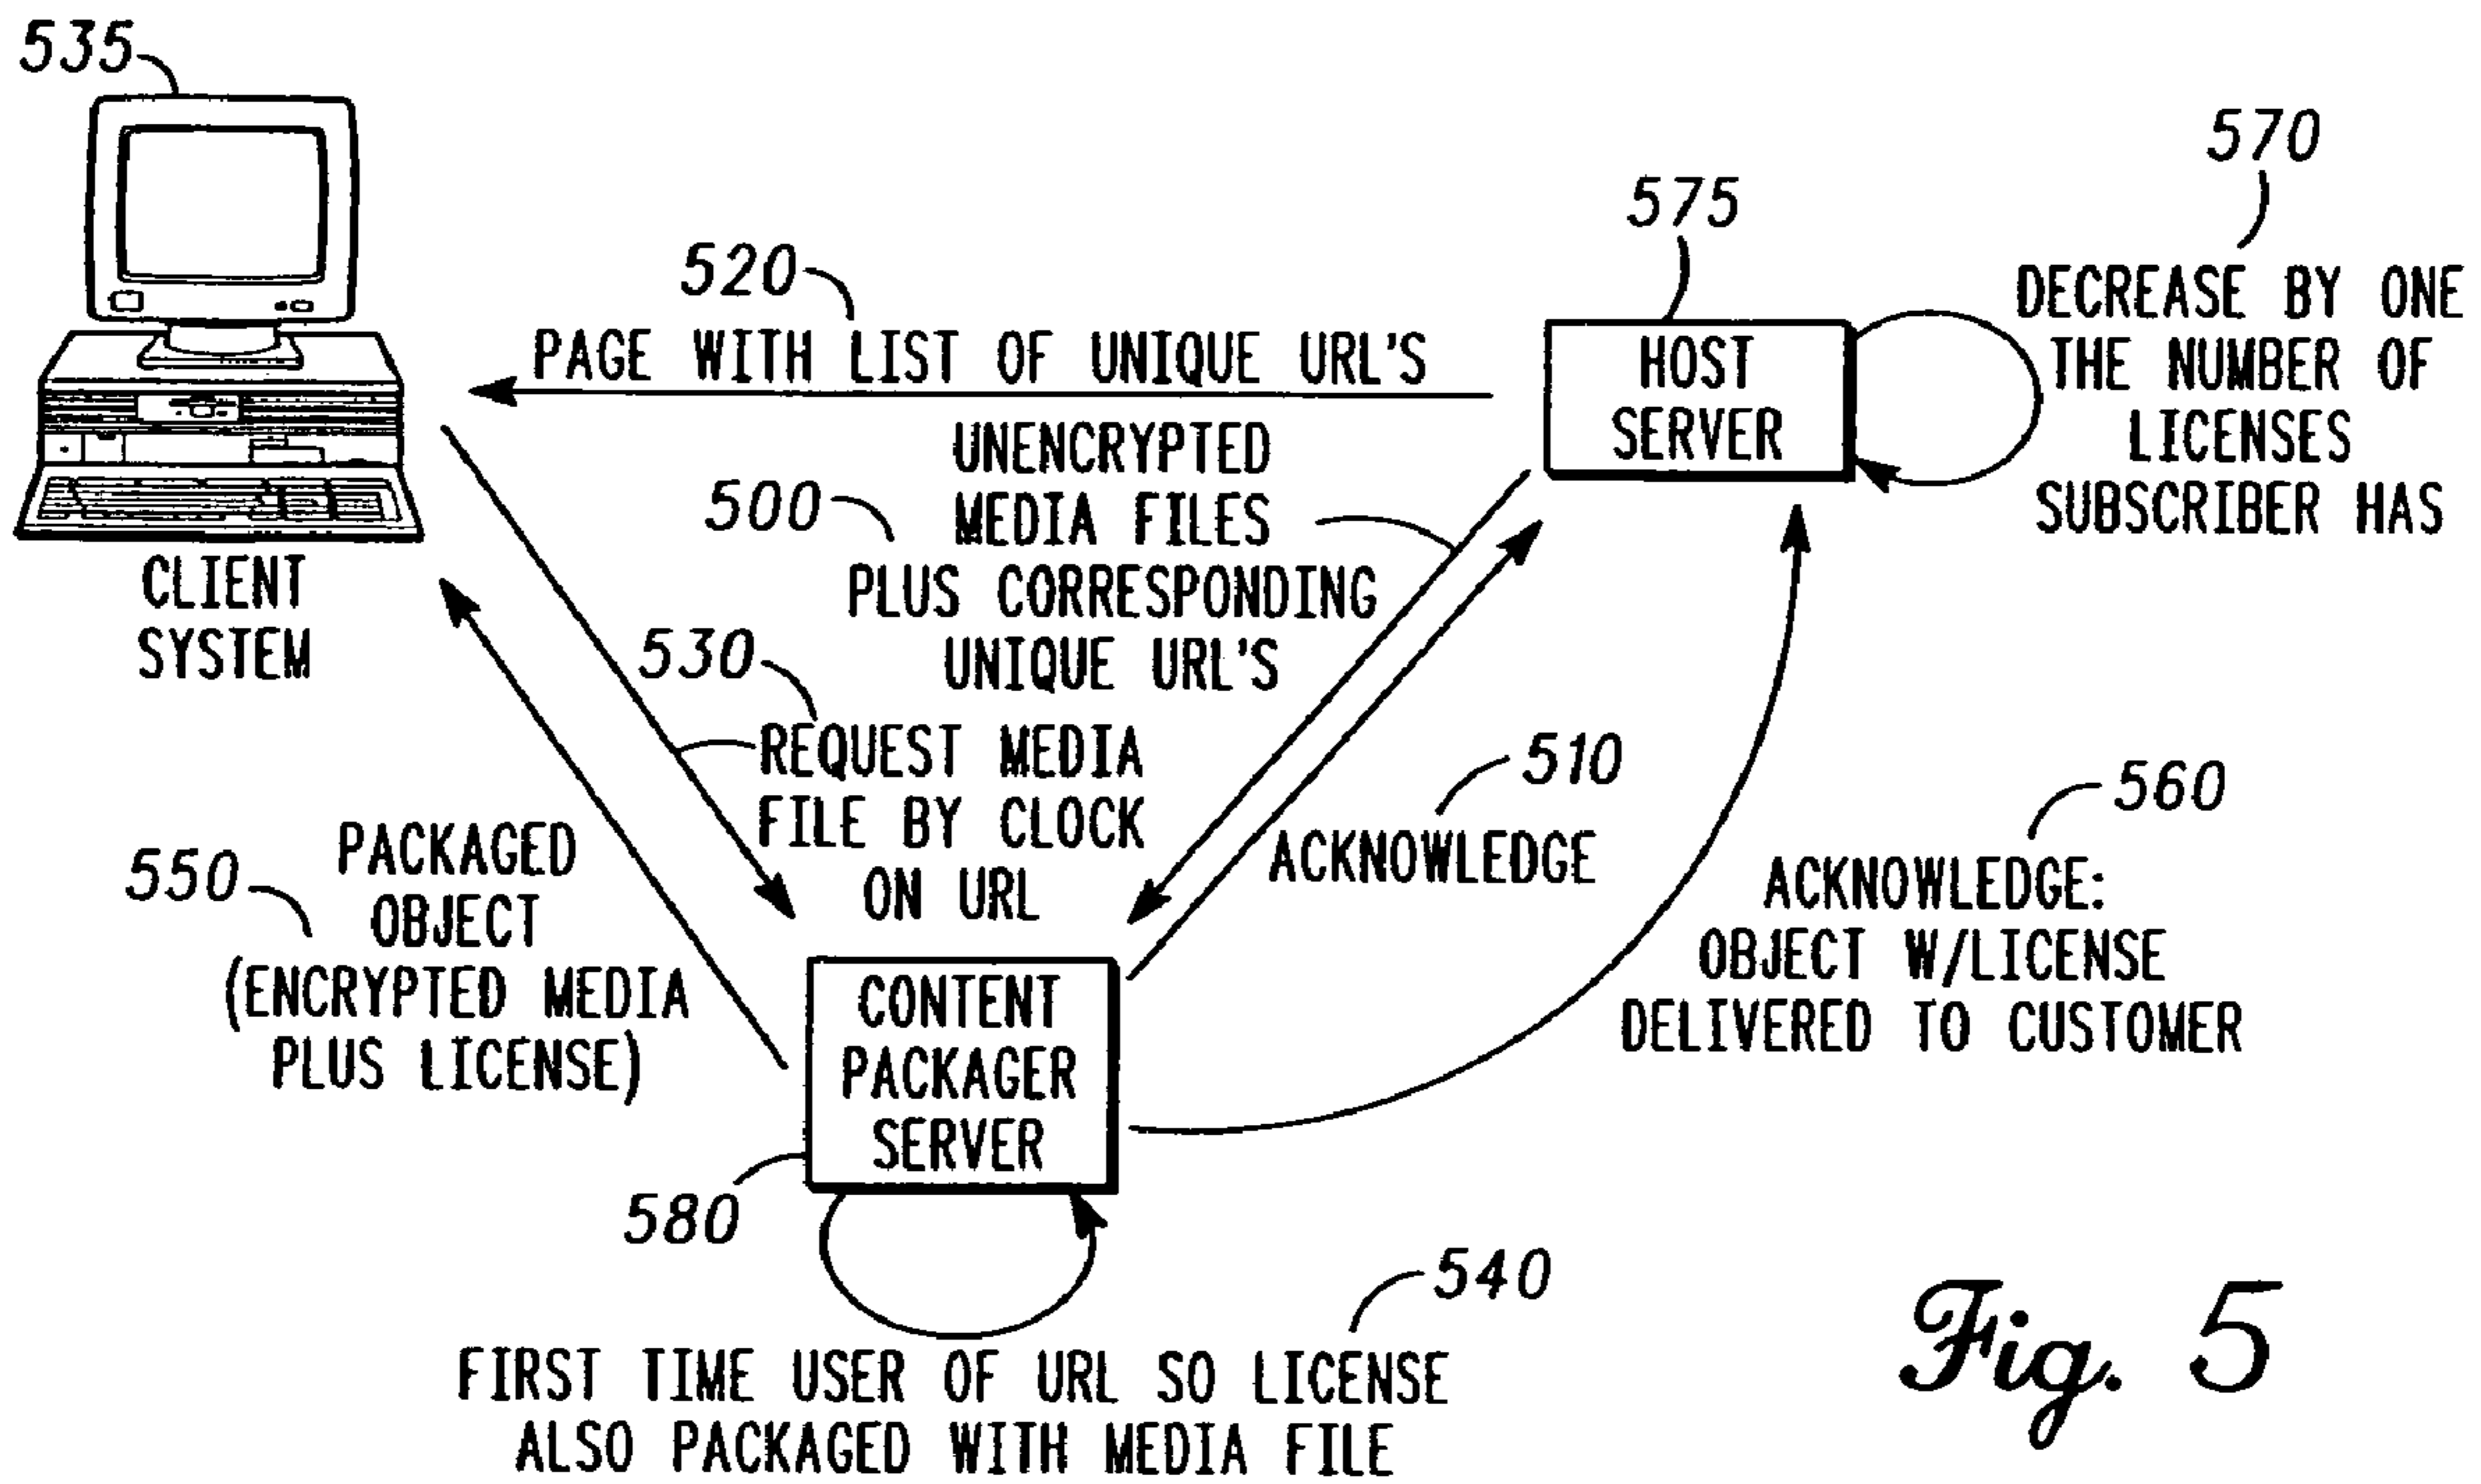 535
CLIENT
SYSTEM
520
PAGE WITH LIST OF UNIQUE URL'S
575
HOST
SERVER
570
DECREASE BY ONE
THE NUMBER OF
LICENSES
SUBSCRIBER HAS
500
UNENCRYPTED
MEDIA FILES
PLUS CORRESPONDING
UNIQUE URL'S
530
REQUEST MEDIA
FILE BY CLOCK
ON URL
510
ACKNOWLEDGE
560
ACKNOWLEDGE:
OBJECT W/LICENSE
DELIVERED TO CUSTOMER
550
PACKAGED
OBJECT
(ENCRYPTED MEDIA
PLUS LICENSE)
CONTENT
PACKAGER
SERVER
580
540
FIRST TIME USER OF URL SO LICENSE
ALSO PACKAGED WITH MEDIA FILE
Fig. 5